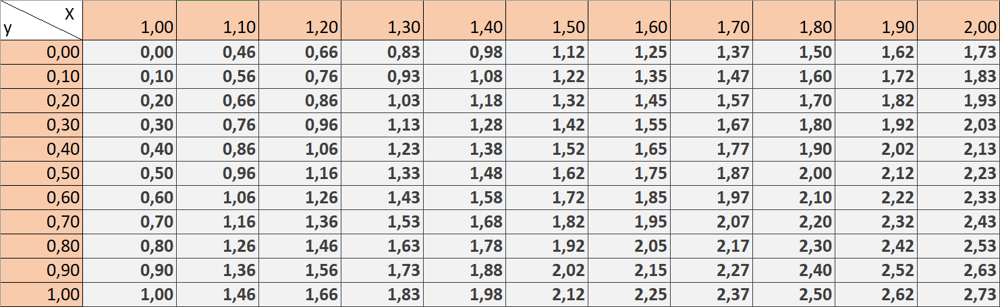 X
y 1,00 1,10 1,20 1,30 1,40 1,50 1,60 1,70 1,80 1,90 2,00
0,00 0,00 0,46 0,66 0,83 0,98 1,12 1,25 1,37 1,50 1,62 1,73
0,10 0,10 0,56 0,76 0,93 1,08 1,22 1,35 1,47 1,60 1,72 1,83
0,20 0,20 0,66 0,86 1,03 1,18 1,32 1,45 1,57 1,70 1,82 1,93
0,30 0,30 0,76 0,96 1,13 1,28 1,42 1,55 1,67 1,80 1,92 2,03
0,40 0,40 0,86 1,06 1,23 1,38 1,52 1,65 1,77 1,90 2,02 2,13
0,50 0,50 0,96 1,16 1,33 1,48 1,62 1,75 1,87 2,00 2,12 2,23
0,60 0,60 1,06 1,26 1,43 1,58 1,72 1,85 1,97 2,10 2,22 2,33
0,70 0,70 1,16 1,36 1,53 1,68 1,82 1,95 2,07 2,20 2,32 2,43
0,80 0,80 1,26 1,46 1,63 1,78 1,92 2,05 2,17 2,30 2,42 2,53
0,90 0,90 1,36 1,56 1,73 1,88 2,02 2,15 2,27 2,40 2,52 2,63
1,00 1,00 1,46 1,66 1,83 1,98 2,12 2,25 2,37 2,50 2,62 2,73